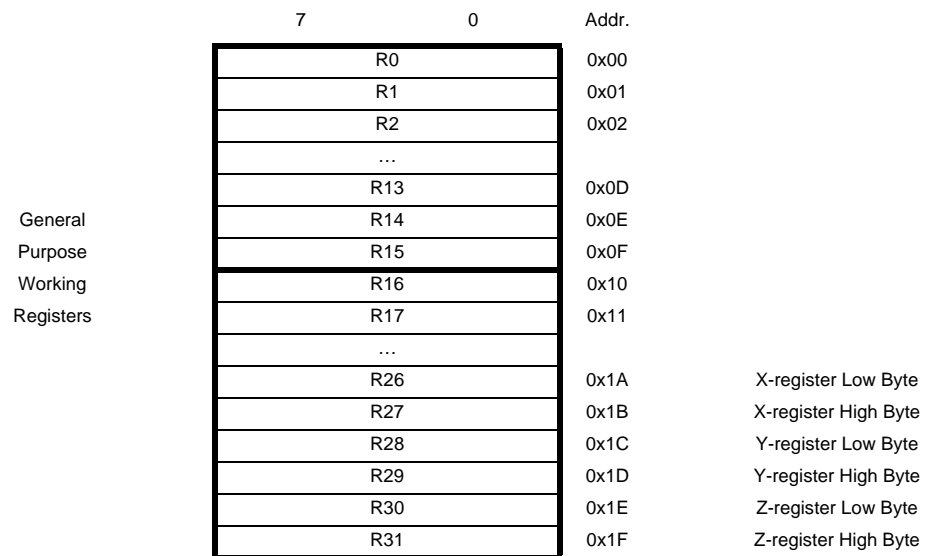 7 0 Addr.
R0 0x00
R1 0x01
R2 0x02
…
R13 0x0D
General R14 0x0E
Purpose R15 0x0F
Working R16 0x10
Registers R17 0x11
…
R26 0x1A X-register Low Byte
R27 0x1B X-register High Byte
R28 0x1C Y-register Low Byte
R29 0x1D Y-register High Byte
R30 0x1E Z-register Low Byte
R31 0x1F Z-register High Byte